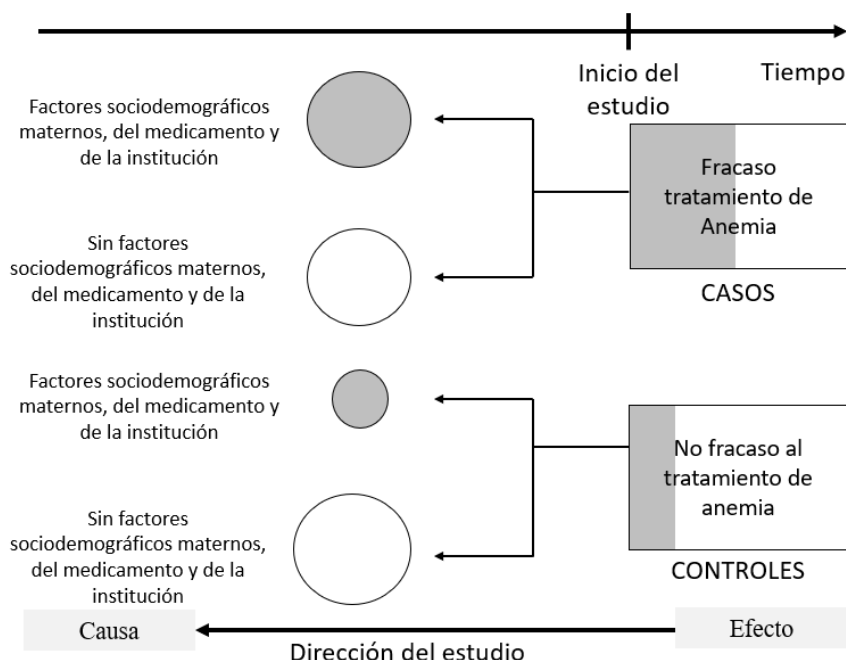 Inicio del
estudio
Tiempo
Factores sociodemográficos
maternos, del medicamento y
de la institución
Fracaso
tratamiento de
Anemia
Sin factores
sociodemográficos maternos,
del medicamento y de la
institución
CASOS
Factores sociodemográficos
maternos, del medicamento y
de la institución
No fracaso al
tratamiento de
anemia
Sin factores
sociodemográficos maternos,
del medicamento y de la
institución
CONTROLES
Causa
Dirección del estudio
Efecto